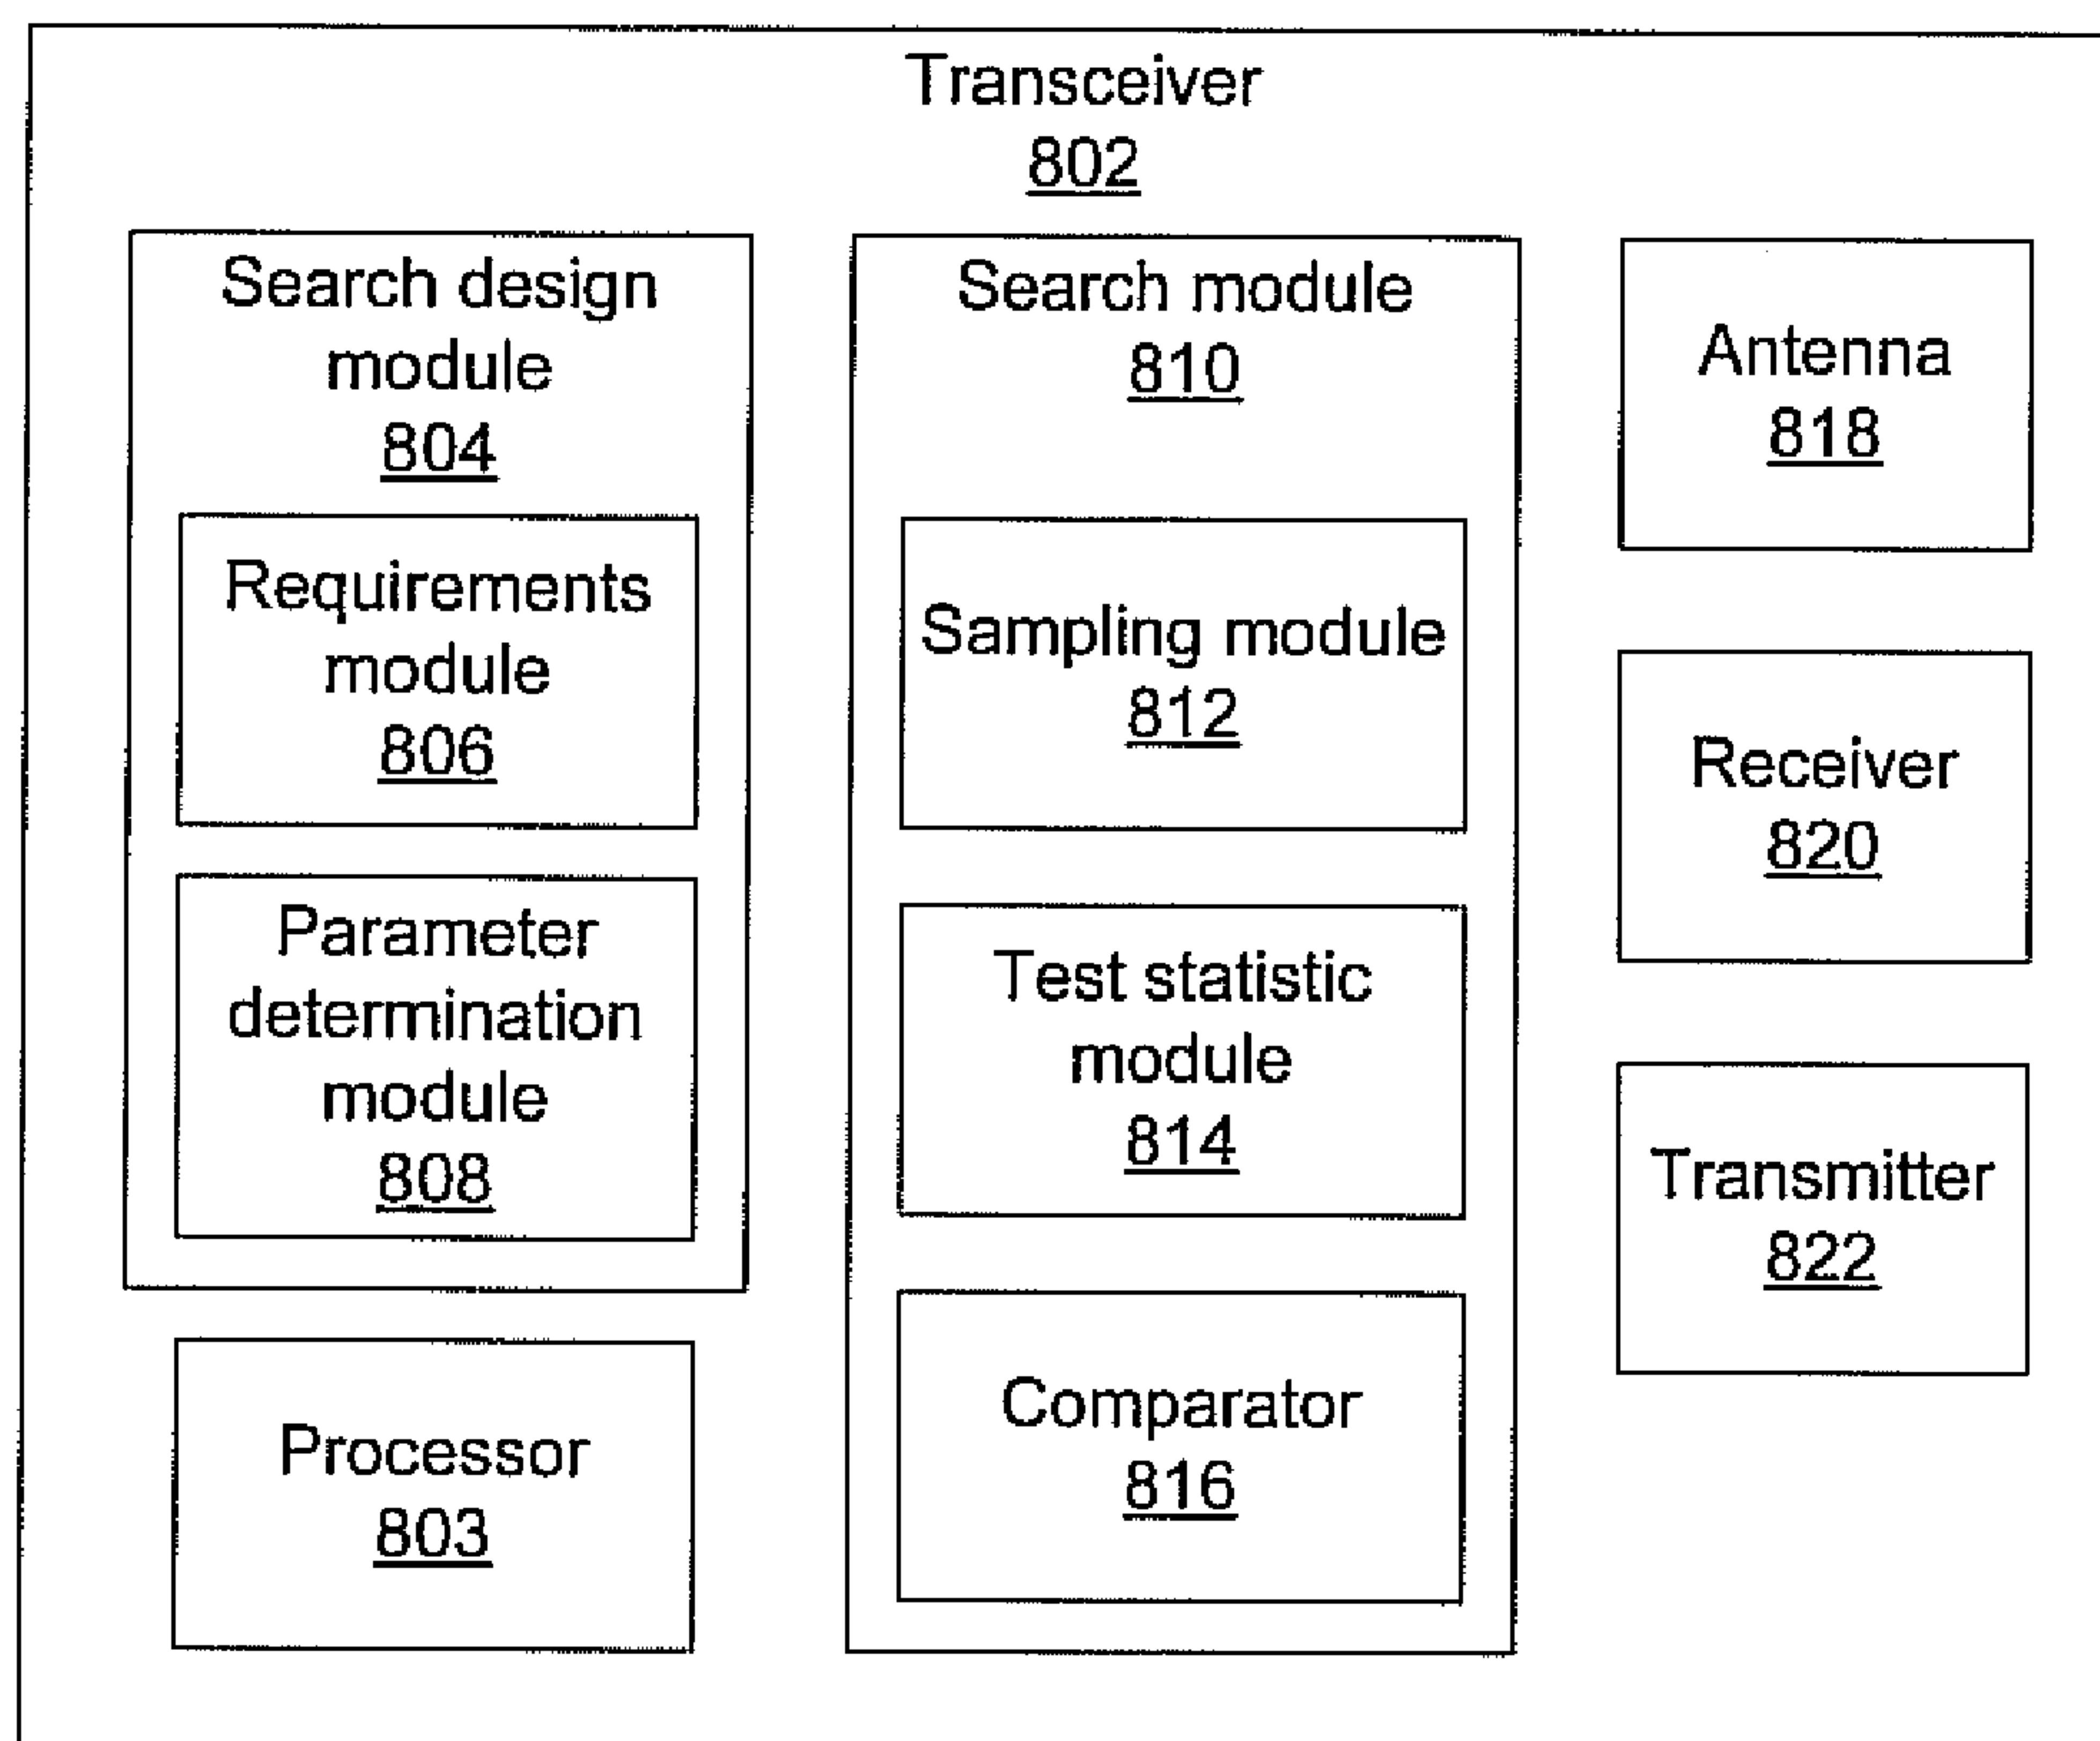 Transceiver
802
Search design
module
804
Requirements
module
806
Parameter
determination
module
808
Processor
803
Search module
810
Sampling module
812
Test statistic
module
814
Comparator
816
Antenna
818
Receiver
820
Transmitter
822